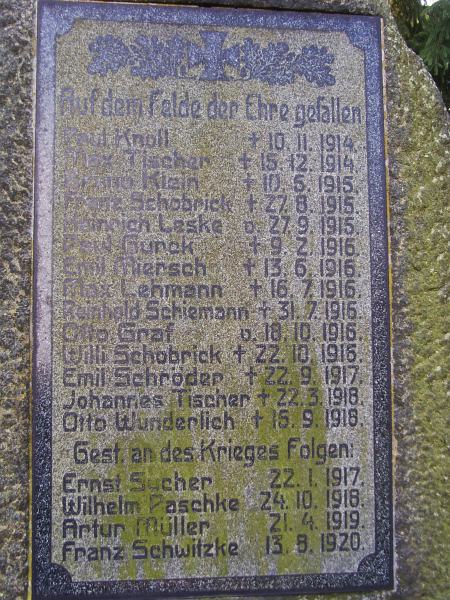 Auf dem Felde der Ehre gefallen
Paul Knoll † 10. 11. 1914.
Max Tischer † 15. 12. 1914.
Bruno Klein † 10. 6. 1915.
Franz Schobrick † 27. 8. 1915.
Heinrich Leske v. 27. 9. 1915.
Paul Gurck † 9. 2. 1916.
Emil Miersch † 13. 6. 1916.
Max Lehmann † 16. 7. 1916.
Reinhold Schiemann † 31. 7. 1916.
Otto Graf v. 10. 10. 1916.
Willi Schobrick † 22. 10. 1916.
Emil Schröder † 22. 9. 1917.
Johannes Tischer † 22. 3. 1918.
Otto Wunderlich † 15. 9. 1918.
Gest. an des Krieges Folgen:
Ernst 22. 1. 1917.
Wilhelm Paschke 24. 10. 1918.
Artur Müller 21. 4. 1919.
Franz Schwitzke 13. 8. 1920.